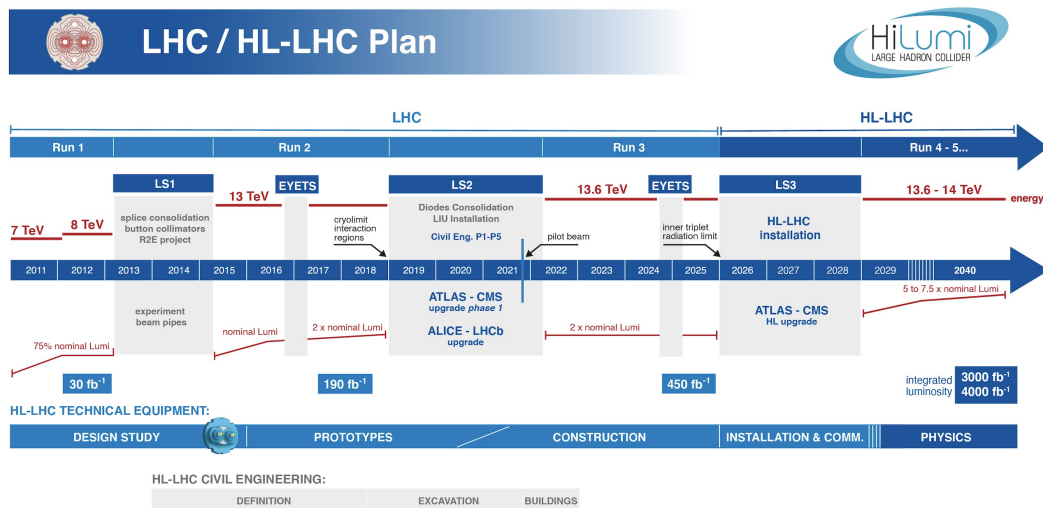 LHC / HL-LHC Plan
HiLumi
LARGE HADRON COLLIDER
LHC
HL-LHC
Run 1
Run 2
Run 3
Run 4 - 5...
LS1
EYETS
LS2
EYETS
LS3
7 TeV
8 TeV
13 TeV
13.6 TeV
13.6 - 14 TeV
energy
splice consolidation
button collimators
R2E project
cryolimit
interaction
regions
Diodes Consolidation
LIU Installation
Civil Eng. P1-P5
pilot beam
inner triplet
radiation limit
HL-LHC
installation
2011 2012 2013 2014 2015 2016 2017 2018 2019 2020 2021 2022 2023 2024 2025 2026 2027 2028 2029 2040
experiment
beam pipes
ATLAS - CMS
upgrade phase 1
ALICE - LHCb
upgrade
ATLAS - CMS
HL upgrade
5 to 7.5 x nominal Lumi
75% nominal Lumi
nominal Lumi
2 x nominal Lumi
2 x nominal Lumi
30 fb⁻¹
190 fb⁻¹
450 fb⁻¹
integrated
luminosity
3000 fb⁻¹
4000 fb⁻¹
HL-LHC TECHNICAL EQUIPMENT:
DESIGN STUDY
PROTOTYPES
CONSTRUCTION
INSTALLATION & COMM.
PHYSICS
HL-LHC CIVIL ENGINEERING:
DEFINITION
EXCAVATION
BUILDINGS